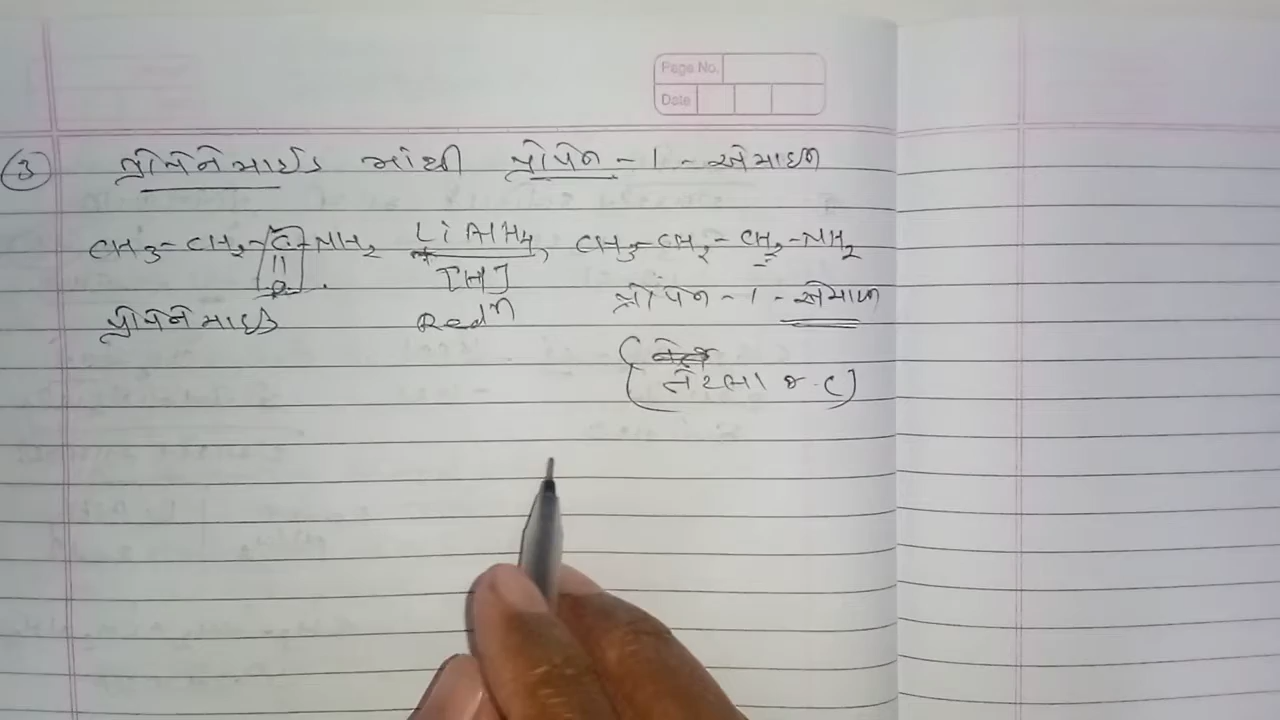 Page No.
Date
3 પ્રોપેનેમાઇડ માંથી પ્રોપેન - 1 - એમાઇન
CH3 - CH2 - C - NH2 LiAlH4 CH3 - CH2 - CH2 - NH2
|| [H]
O
પ્રોપેનેમાઇડ Redn પ્રોપેન - 1 - એમાઇન
(તેટલા જ C)